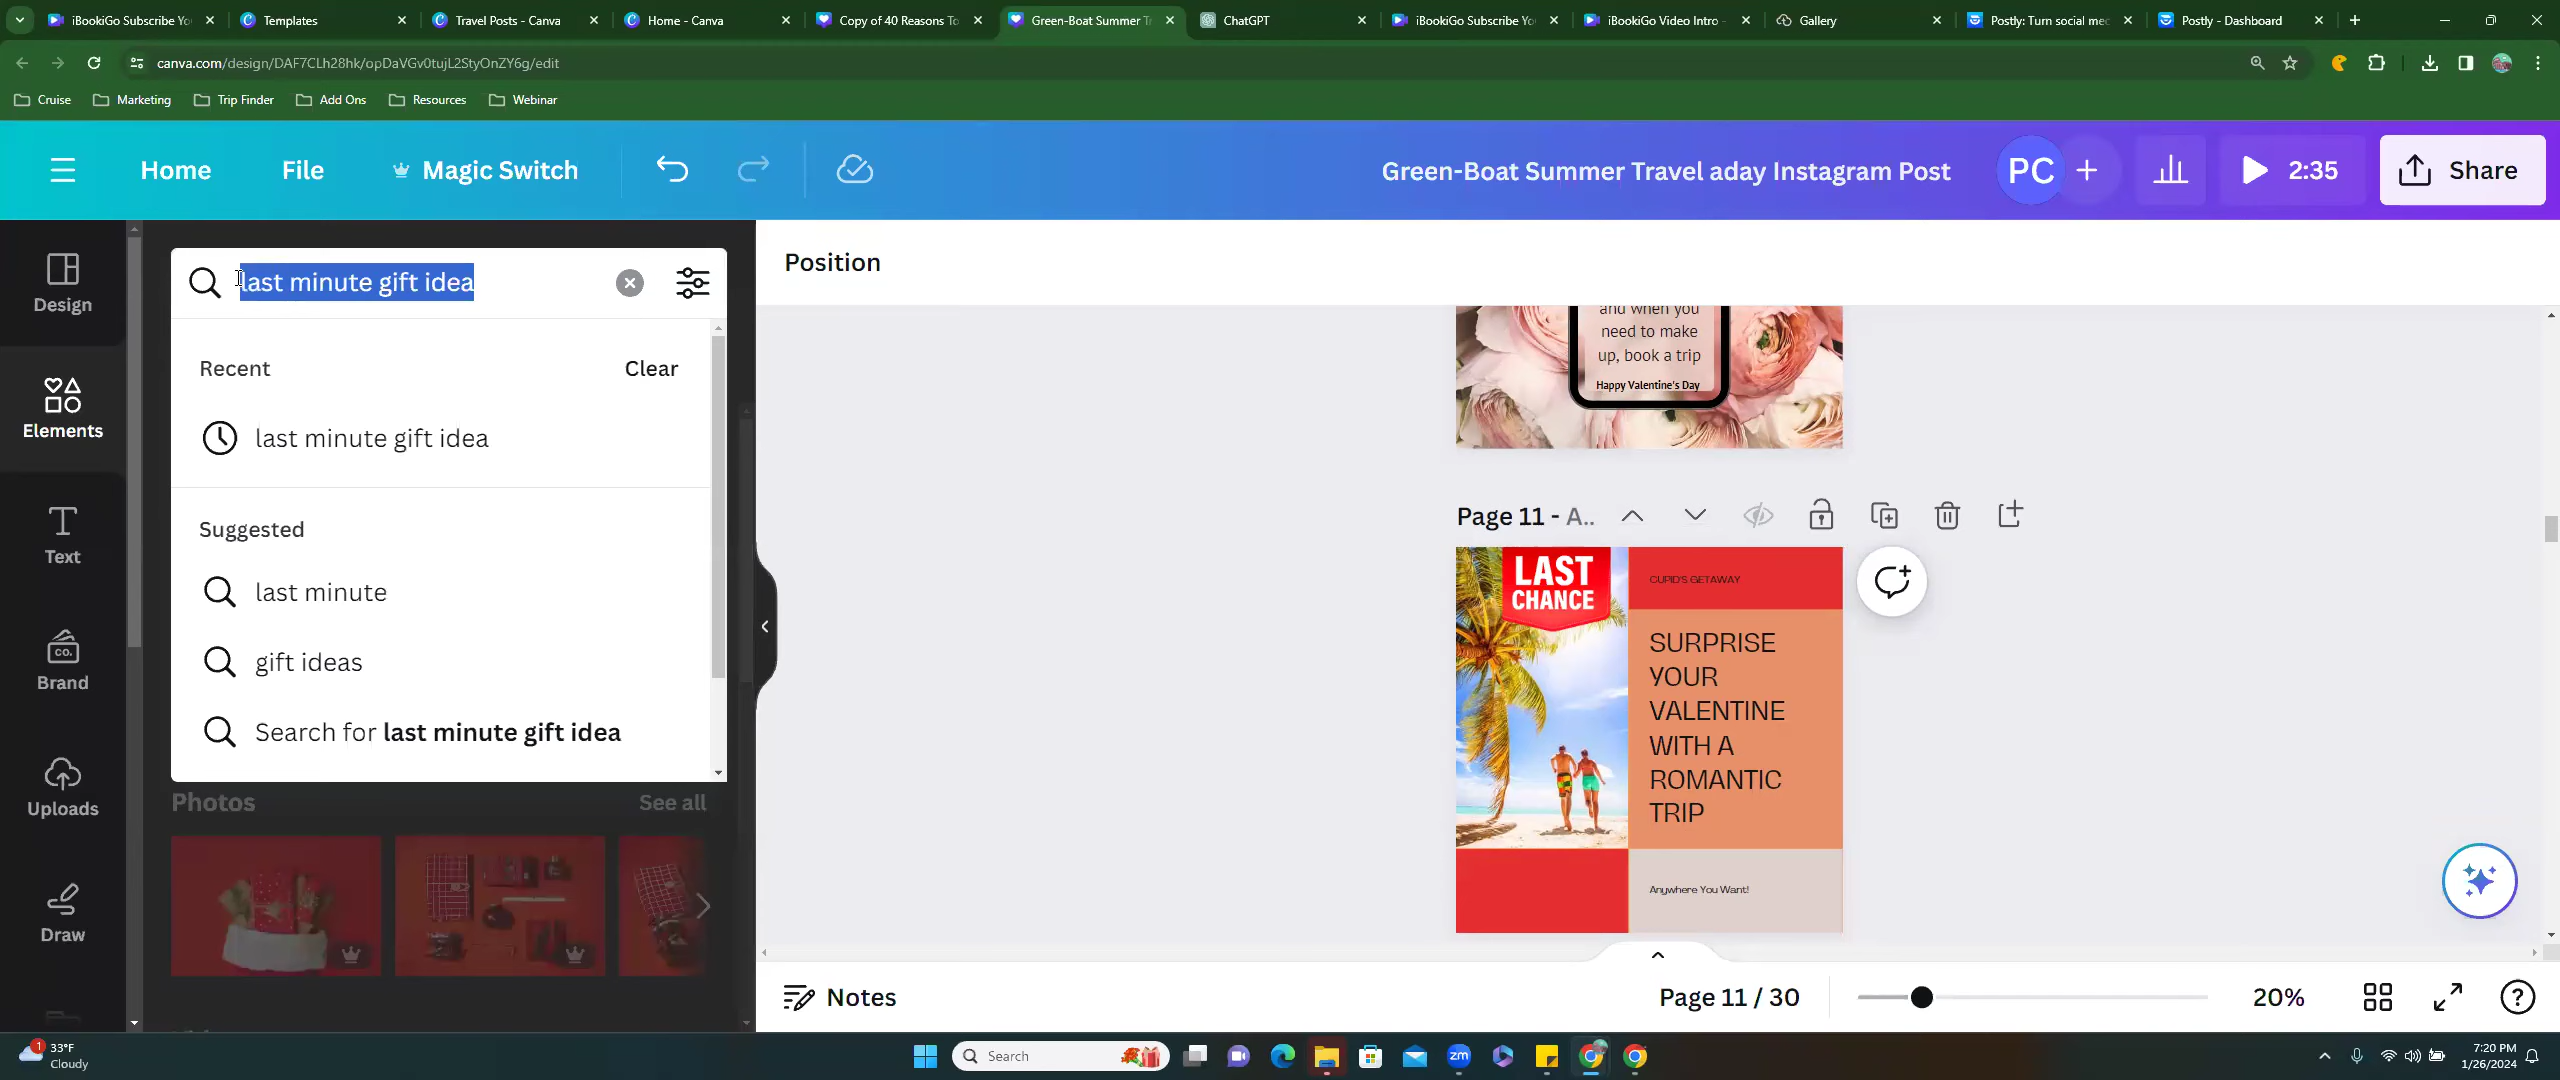 iBookiGo Subscribe Yo
Templates
Travel Posts - Canva
Home - Canva
Copy of 40 Reasons To
Green-Boat Summer Tr
ChatGPT
iBookiGo Subscribe Yo
iBookiGo Video Intro -
Gallery
Postly: Turn social med
Postly - Dashboard
canva.com/design/DAF7CLh28hk/opDaVGv0tujL2StyOnZY6g/edit
Cruise
Marketing
Trip Finder
Add Ons
Resources
Webinar
Home
File
Magic Switch
Green-Boat Summer Travel aday Instagram Post
PC
2:35
Share
Design
Elements
Text
CO.
Brand
Uploads
Draw
last minute gift idea
Recent
Clear
last minute gift idea
Suggested
last minute
gift ideas
Search for last minute gift idea
Photos
See all
Position
and when you
need to make
up, book a trip
Happy Valentine's Day
Page 11 - A..
LAST
CHANCE
CUPID'S GETAWAY
SURPRISE
YOUR
VALENTINE
WITH A
ROMANTIC
TRIP
Anywhere You Want!
Notes
Page 11 / 30
20%
1
33°F
Cloudy
Search
zm
7:20 PM
1/26/2024